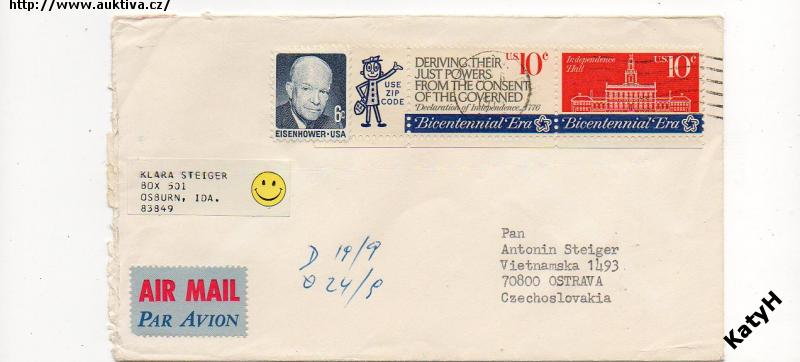 http://www.auktiva.cz/
EISENHOWER·USA
6c
USE
ZIP
CODE
DERIVING THEIR
JUST POWERS
FROM THE CONSENT
OF THE GOVERNED
Declaration of Independence, 1776
U.S. 10c
Bicentennial Era
Independence
Hall
U.S. 10c
Bicentennial Era
KLARA STEIGER
BOX 501
OSBURN, IDA.
83849
D 19/9
O 24/9
Pan
Antonin Steiger
Vietnamska 1493
70800 OSTRAVA
Czechoslovakia
AIR MAIL
PAR AVION
KatyH